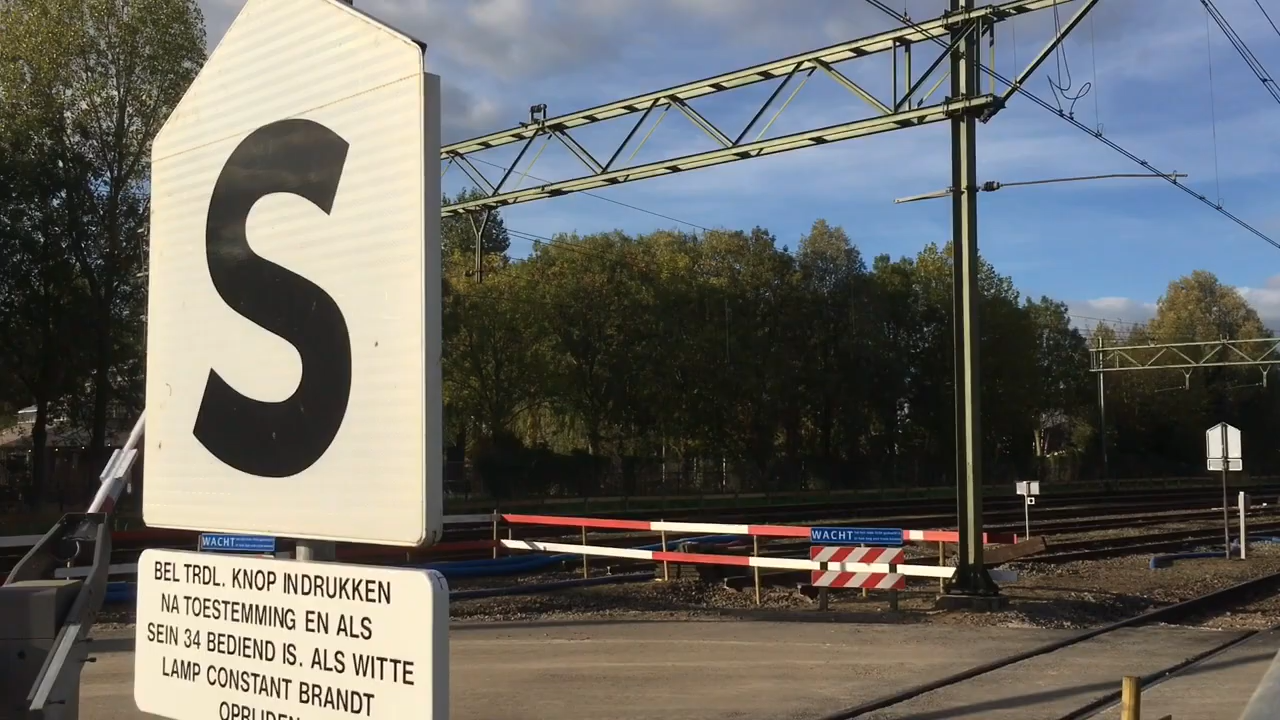 S
WACHT
BEL TRDL. KNOP INDRUKKEN
NA TOESTEMMING EN ALS
SEIN 34 BEDIEND IS. ALS WITTE
LAMP CONSTANT BRANDT
OPRIJDEN
WACHT